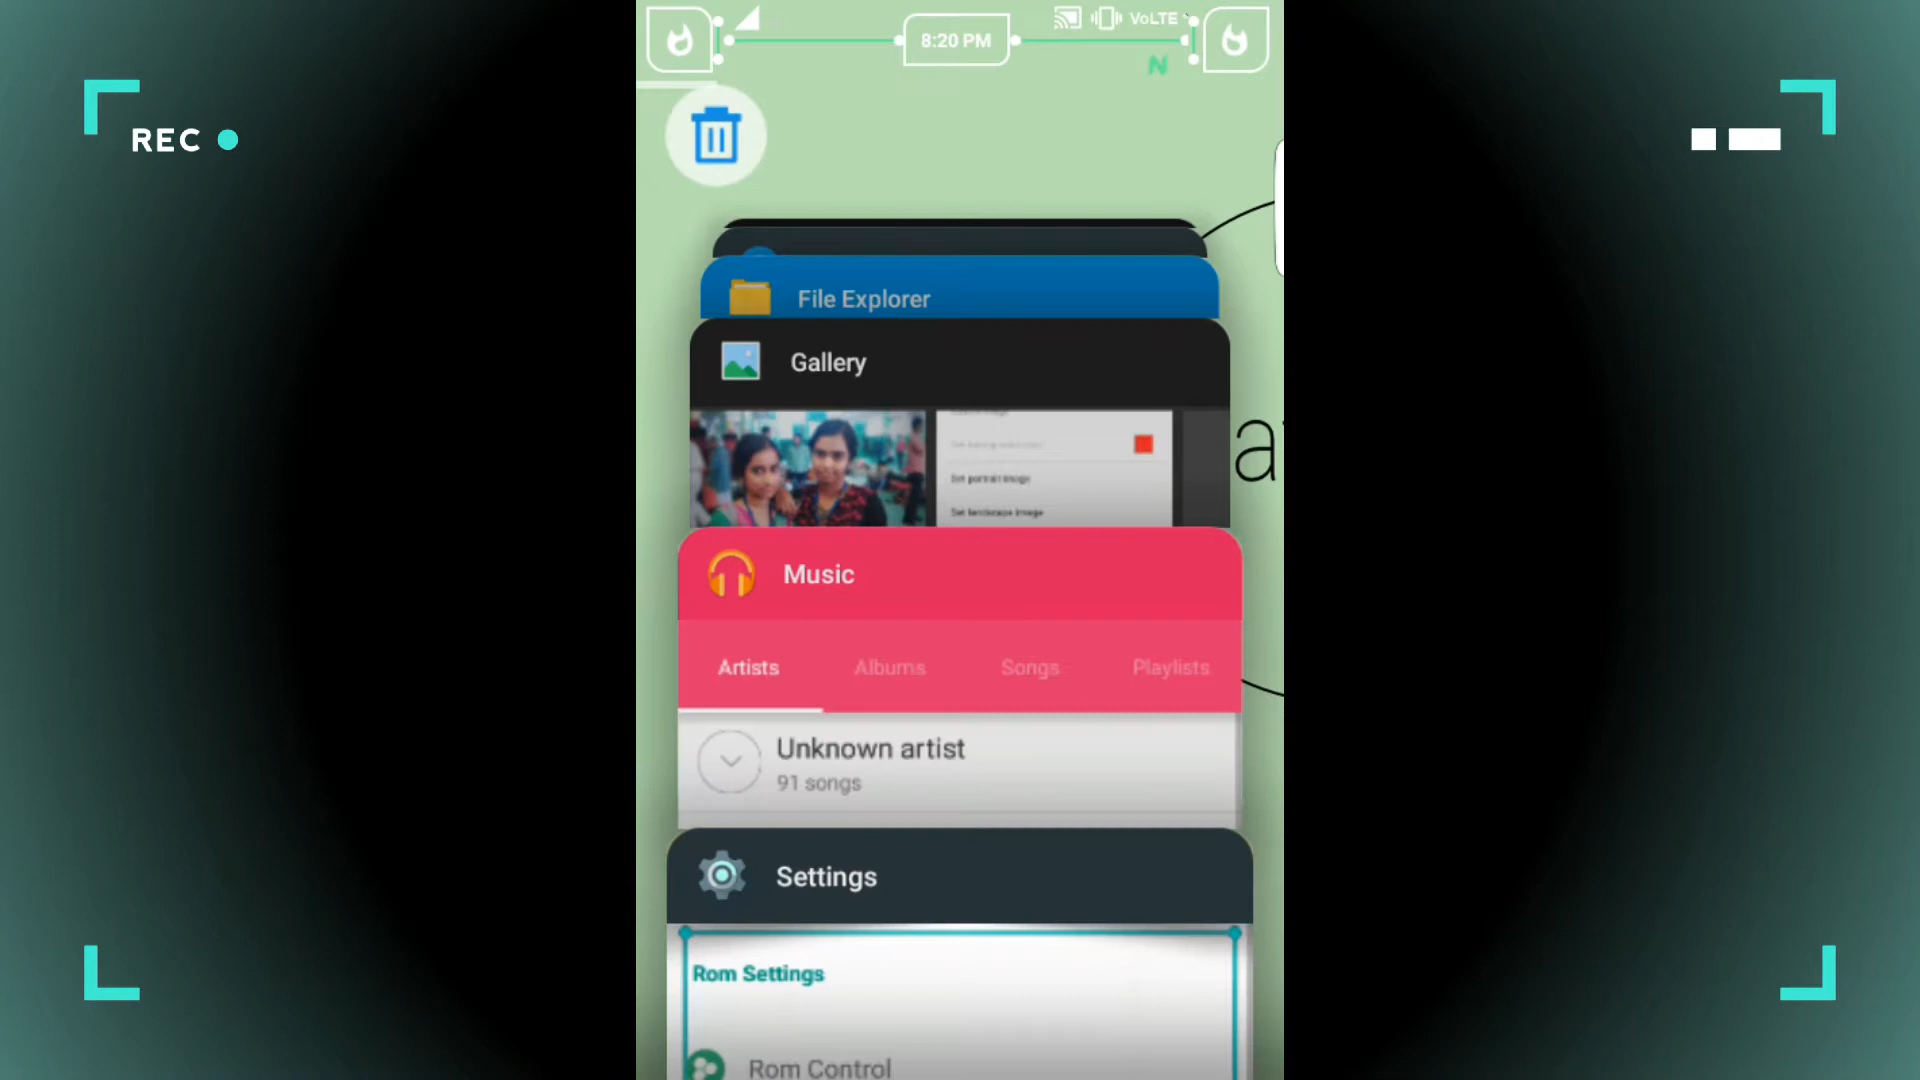 VoLTE
8:20 PM
N
REC
File Explorer
Gallery
Set portrait image
Set landscape image
a
Music
Artists Albums Songs Playlists
Unknown artist
91 songs
Settings
Rom Settings
Rom Control